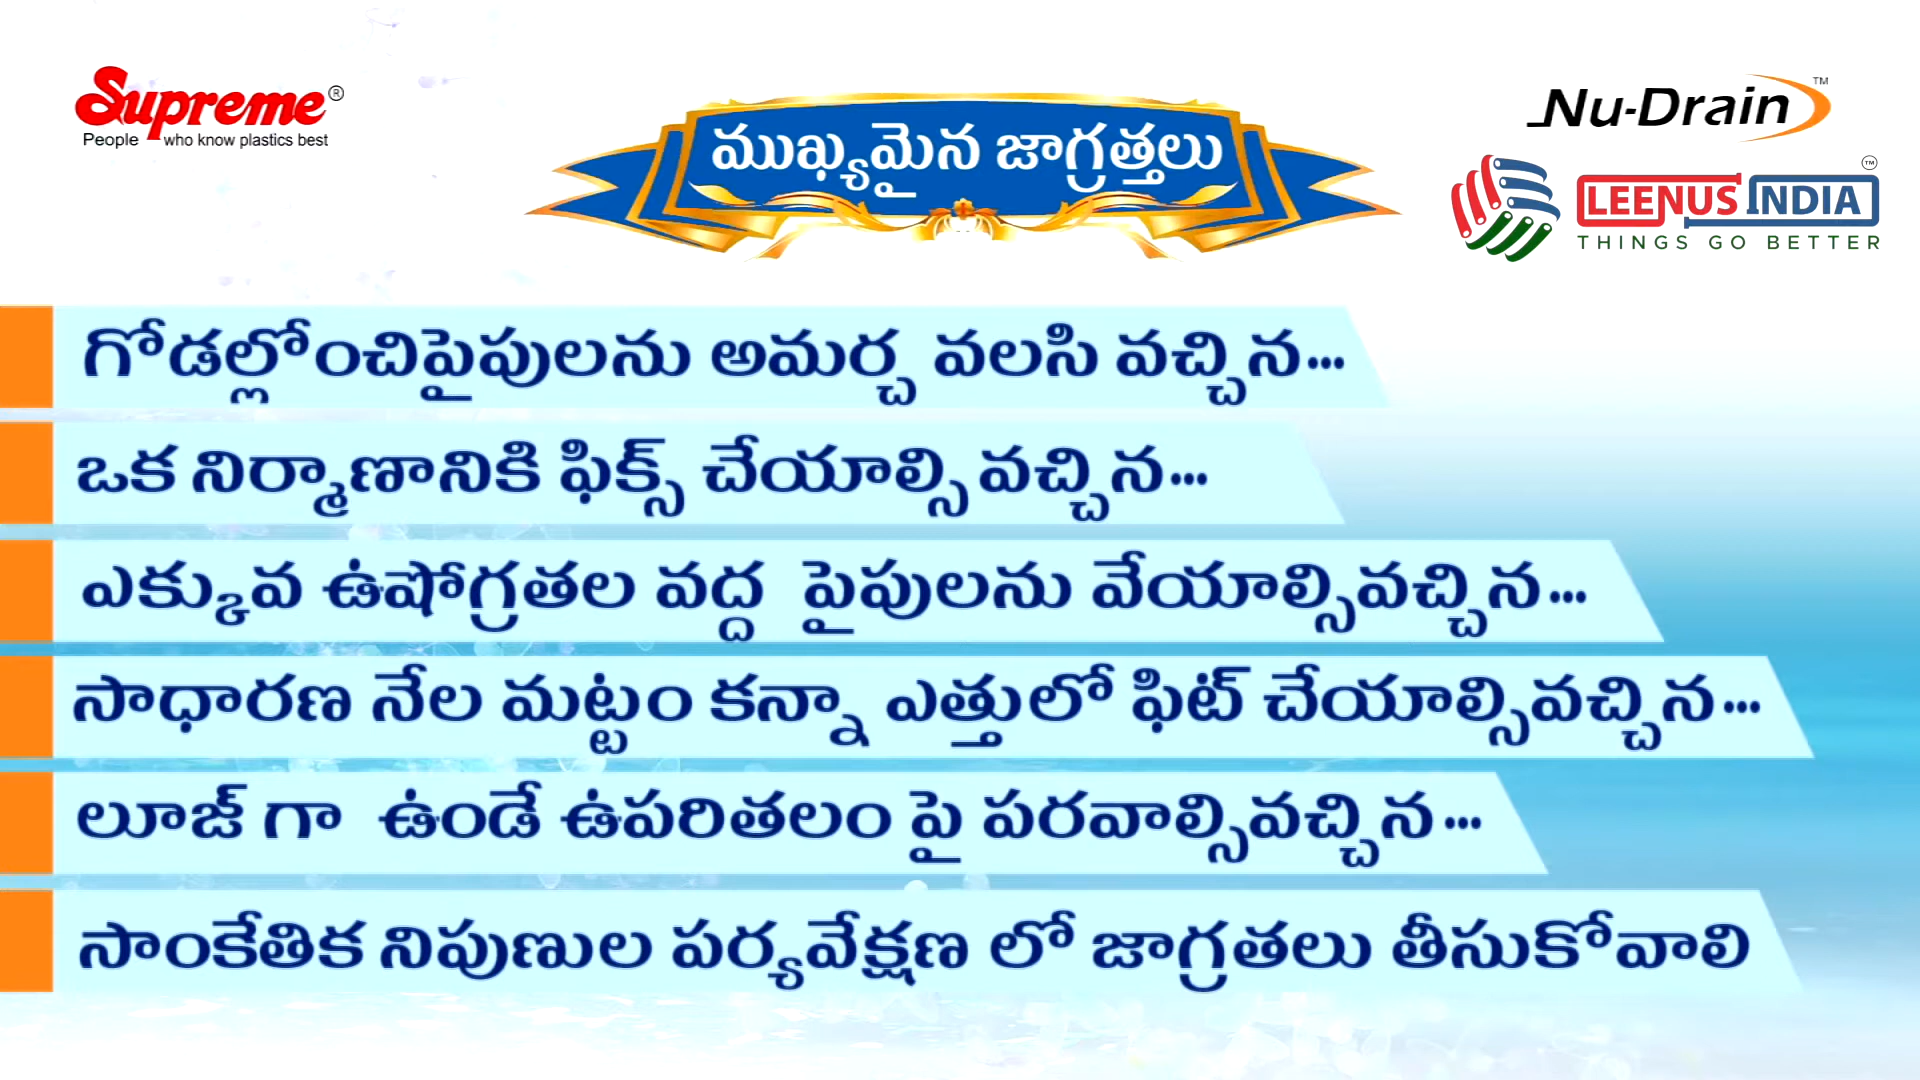 Supreme®
People who know plastics best
ముఖ్యమైన జాగ్రత్తలు
Nu-Drain™
LEENUS INDIA™
THINGS GO BETTER
గోడల్లోంచిపైపులను అమర్చ వలసి వచ్చిన...
ఒక నిర్మాణానికి ఫిక్స్ చేయాల్సి వచ్చిన...
ఎక్కువ ఉషోగ్రతల వద్ద పైపులను వేయాల్సివచ్చిన...
సాధారణ నేల మట్టం కన్నా ఎత్తులో ఫిట్ చేయాల్సివచ్చిన...
లూజ్ గా ఉండే ఉపరితలం పై పరవాల్సివచ్చిన...
సాంకేతిక నిపుణుల పర్యవేక్షణ లో జాగ్రతలు తీసుకోవాలి